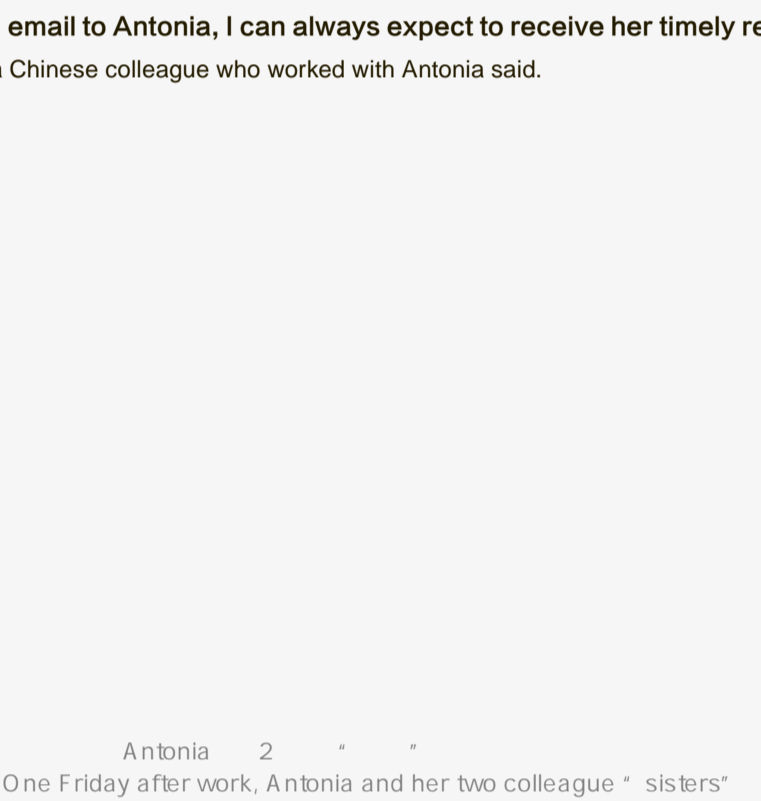 email to Antonia, I can always expect to receive her timely
Chinese colleague who worked with Antonia said.
Antonia 2 “ ”
One Friday after work, Antonia and her two colleague “ sisters”